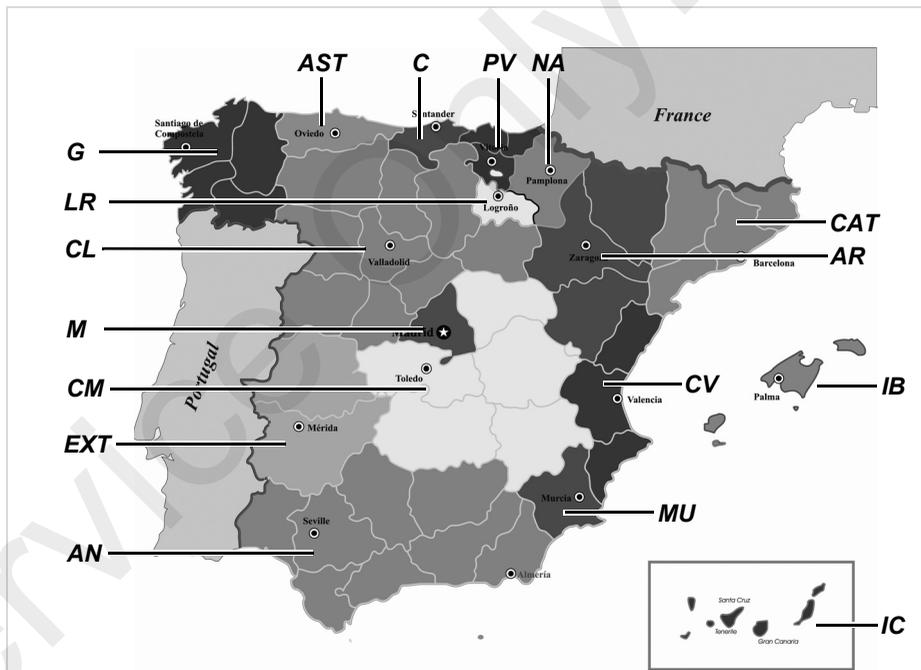 AST
C
PV
NA
France
Santander
Santiago de
Compostela
Oviedo
Vitoria
G
Pamplona
LR
Logroño
CAT
CL
Valladolid
Zaragoza
AR
Barcelona
M
Madrid
Portugal
CM
Toledo
CV
Palma
IB
Valencia
EXT
Mérida
Murcia
MU
Seville
AN
Almería
Santa Cruz
Tenerife
Gran Canaria
IC